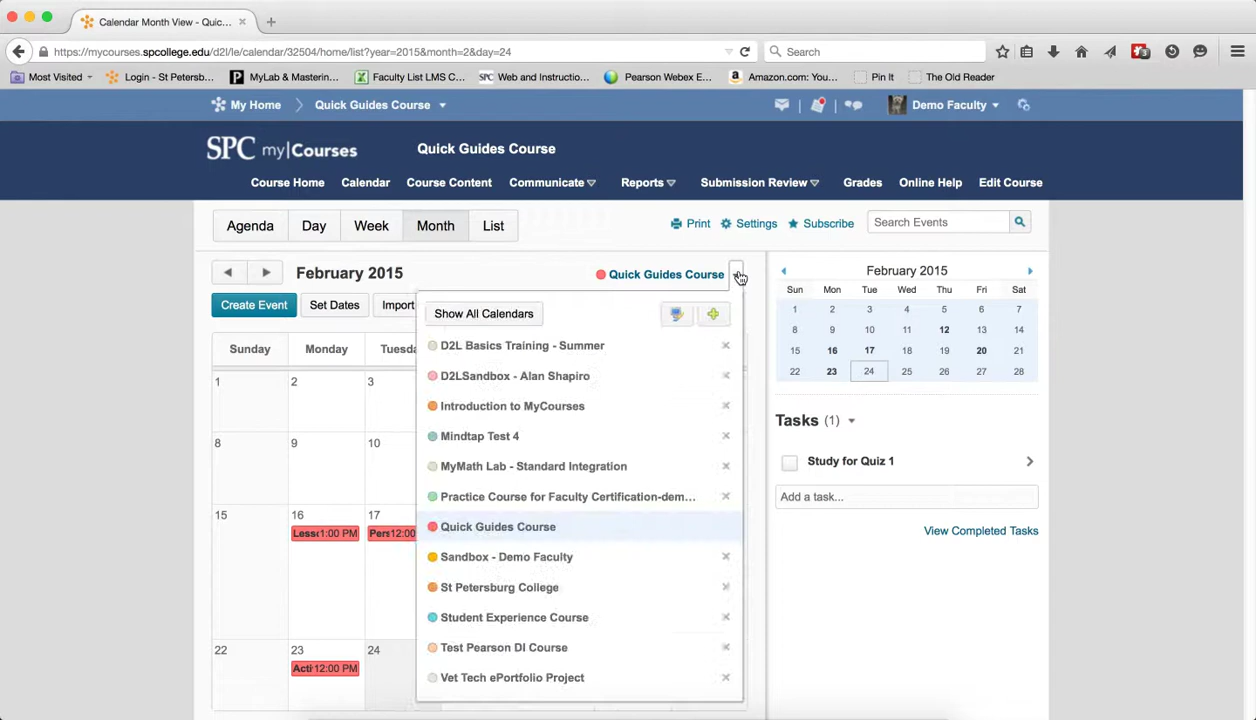 Calendar Month View - Quic...
https://mycourses.spcollege.edu/d2l/le/calendar/32504/home/list?year=2015&month=2&day=24
Search
Most Visited
Login - St Petersb...
MyLab & Mastering...
Faculty List LMS C...
SPC Web and Instructio...
Pearson Webex E...
Amazon.com: You...
Pin It
The Old Reader
My Home
Quick Guides Course
Demo Faculty
SPC my|Courses
Quick Guides Course
Course Home Calendar Course Content Communicate Reports Submission Review Grades Online Help Edit Course
Agenda Day Week Month List
Print Settings Subscribe
Search Events
February 2015
Quick Guides Course
Create Event Set Dates Import
Show All Calendars
D2L Basics Training - Summer
D2LSandbox - Alan Shapiro
Introduction to MyCourses
Mindtap Test 4
MyMath Lab - Standard Integration
Practice Course for Faculty Certification-dem...
Quick Guides Course
Sandbox - Demo Faculty
St Petersburg College
Student Experience Course
Test Pearson DI Course
Vet Tech ePortfolio Project
Sunday Monday Tuesd
1 2 3
8 9 10
15 16 17
Less 1:00 PM Pers 12:00
22 23 24
Acti 12:00 PM
February 2015
Sun Mon Tue Wed Thu Fri Sat
1 2 3 4 5 6 7
8 9 10 11 12 13 14
15 16 17 18 19 20 21
22 23 24 25 26 27 28
Tasks (1)
Study for Quiz 1
Add a task...
View Completed Tasks